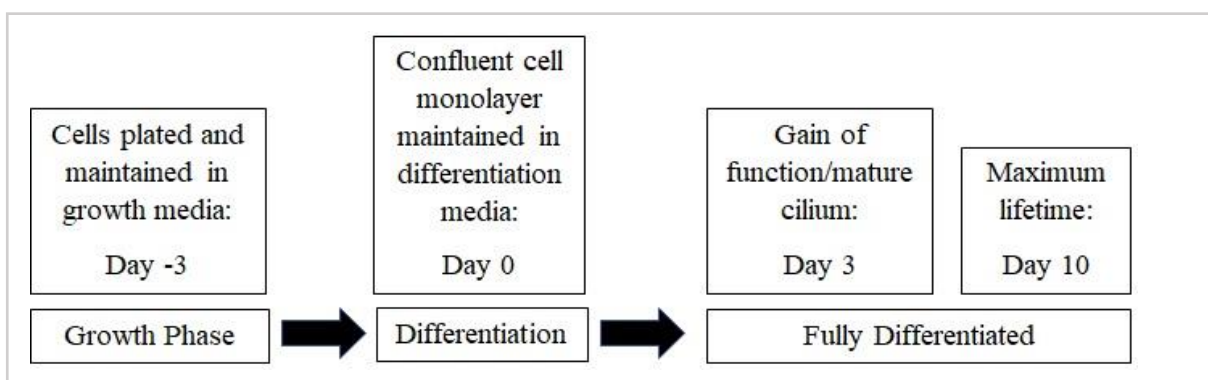 Cells plated and
maintained in
growth media:
Day -3
Confluent cell
monolayer
maintained in
differentiation
media:
Day 0
Gain of
function/mature
cilium:
Day 3
Maximum
lifetime:
Day 10
Growth Phase
Differentiation
Fully Differentiated